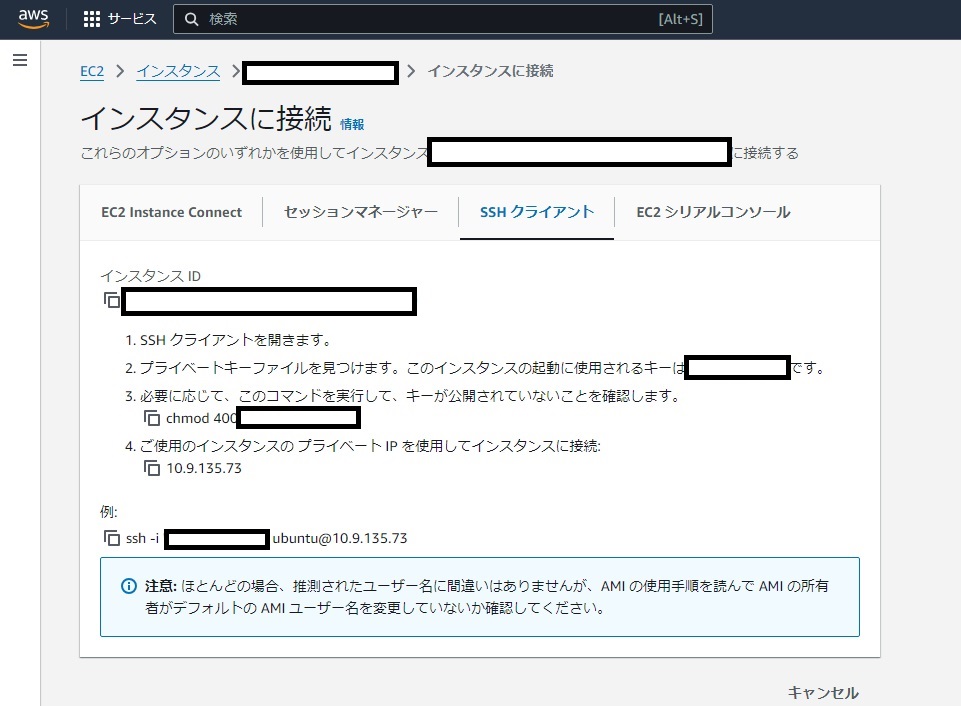 aws サービス 検索 [Alt+S]
EC2 > インスタンス > > インスタンスに接続
インスタンスに接続 情報
これらのオプションのいずれかを使用してインスタンス に接続する
EC2 Instance Connect セッションマネージャー SSH クライアント EC2 シリアルコンソール
インスタンス ID
1. SSH クライアントを開きます。
2. プライベートキーファイルを見つけます。このインスタンスの起動に使用されるキーは です。
3. 必要に応じて、このコマンドを実行して、キーが公開されていないことを確認します。
chmod 400
4. ご使用のインスタンスの プライベート IP を使用してインスタンスに接続:
10.9.135.73
例:
ssh -i ubuntu@10.9.135.73
注意: ほとんどの場合、推測されたユーザー名に間違いはありませんが、AMI の使用手順を読んで AMI の所有
者がデフォルトの AMI ユーザー名を変更していないか確認してください。
キャンセル